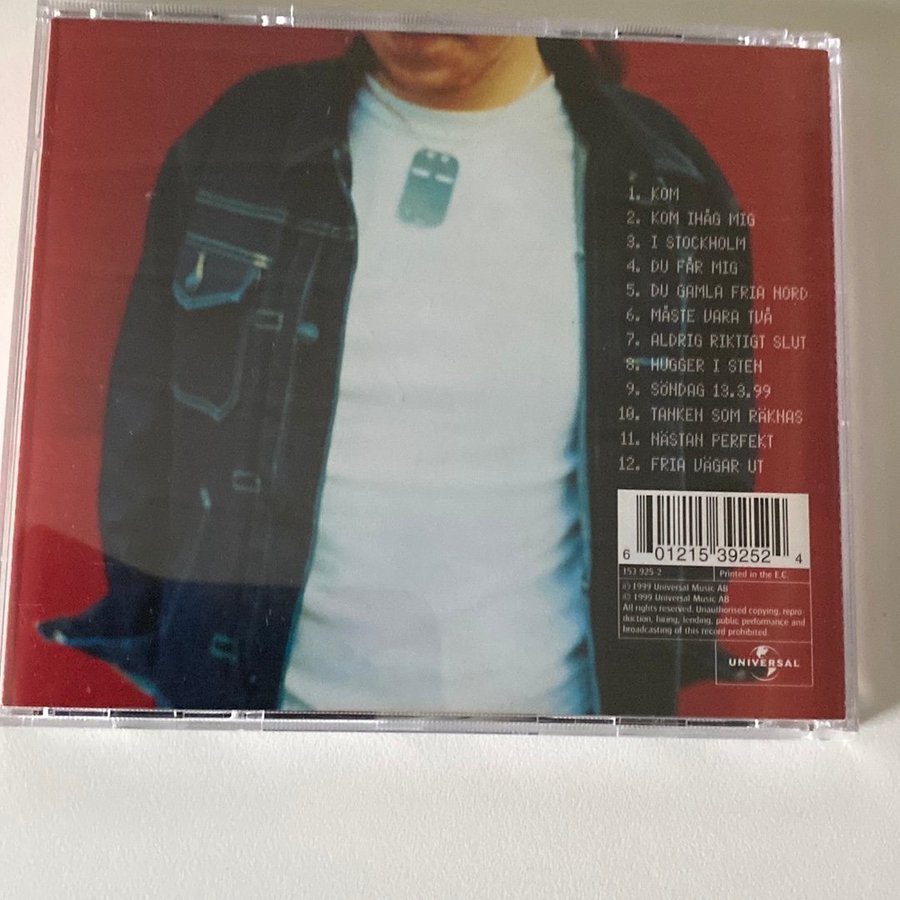 1. KOM
2. KOM IHÅG MIG
3. I STOCKHOLM
4. DU FÅR MIG
5. DU GAMLA FRIA NORD
6. MÅSTE VARA TVÅ
7. ALDRIG RIKTIGT SLUT
8. HUGGER I STEN
9. SÖNDAG 13.3.99
10. TANKEN SOM RÄKNAS
11. NÄSTAN PERFEKT
12. FRIA VÄGAR UT
6 01215 39252 4
153 925-2 Printed in the E.C.
℗ 1999 Universal Music AB
© 1999 Universal Music AB
All rights reserved. Unauthorised copying, repro-
duction, hiring, lending, public performance and
broadcasting of this record prohibited.
UNIVERSAL